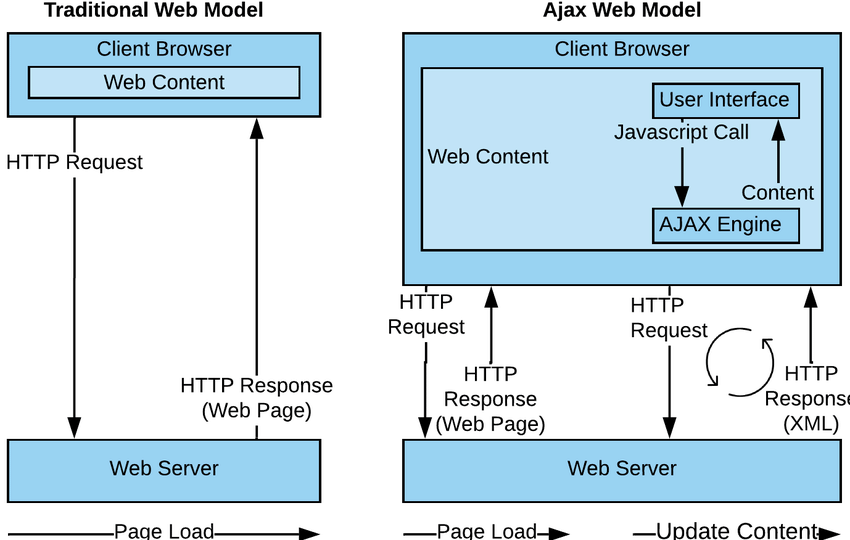 Traditional Web Model
Client Browser
Web Content
HTTP Request
HTTP Response
(Web Page)
Web Server
Page Load
Ajax Web Model
Client Browser
User Interface
Javascript Call
Web Content
Content
AJAX Engine
HTTP
Request
HTTP
Response
(Web Page)
HTTP
Request
HTTP
Response
(XML)
Web Server
Page Load
Update Content